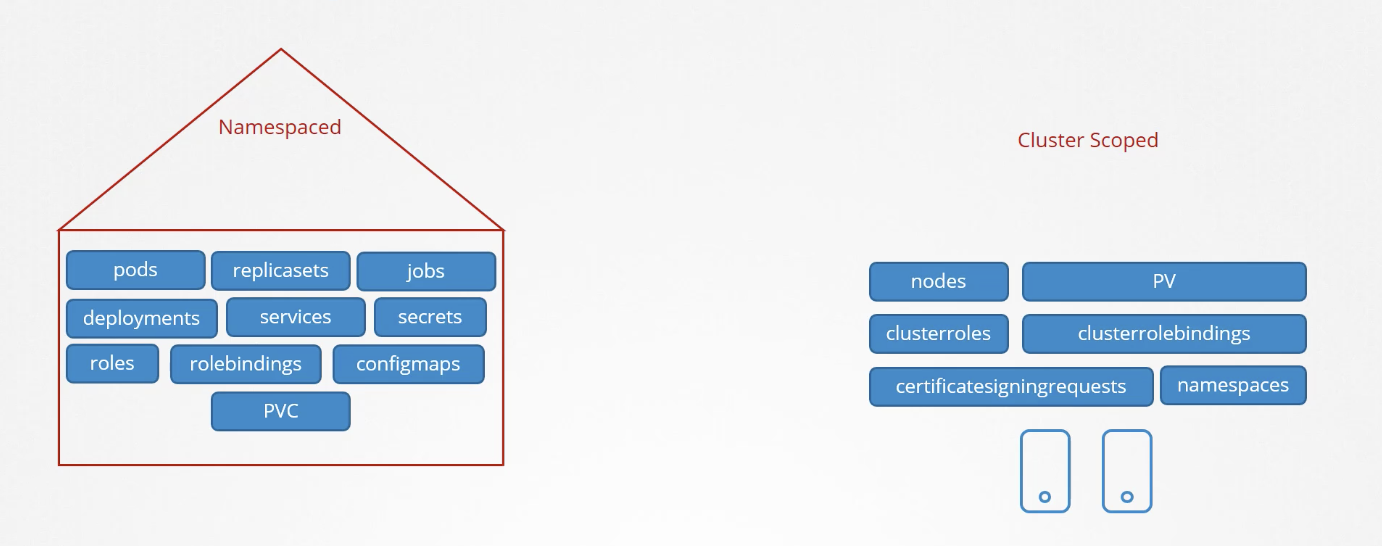 Namespaced
pods replicasets jobs
deployments services secrets
roles rolebindings configmaps
PVC
Cluster Scoped
nodes PV
clusterroles clusterrolebindings
certificatesigningrequests namespaces